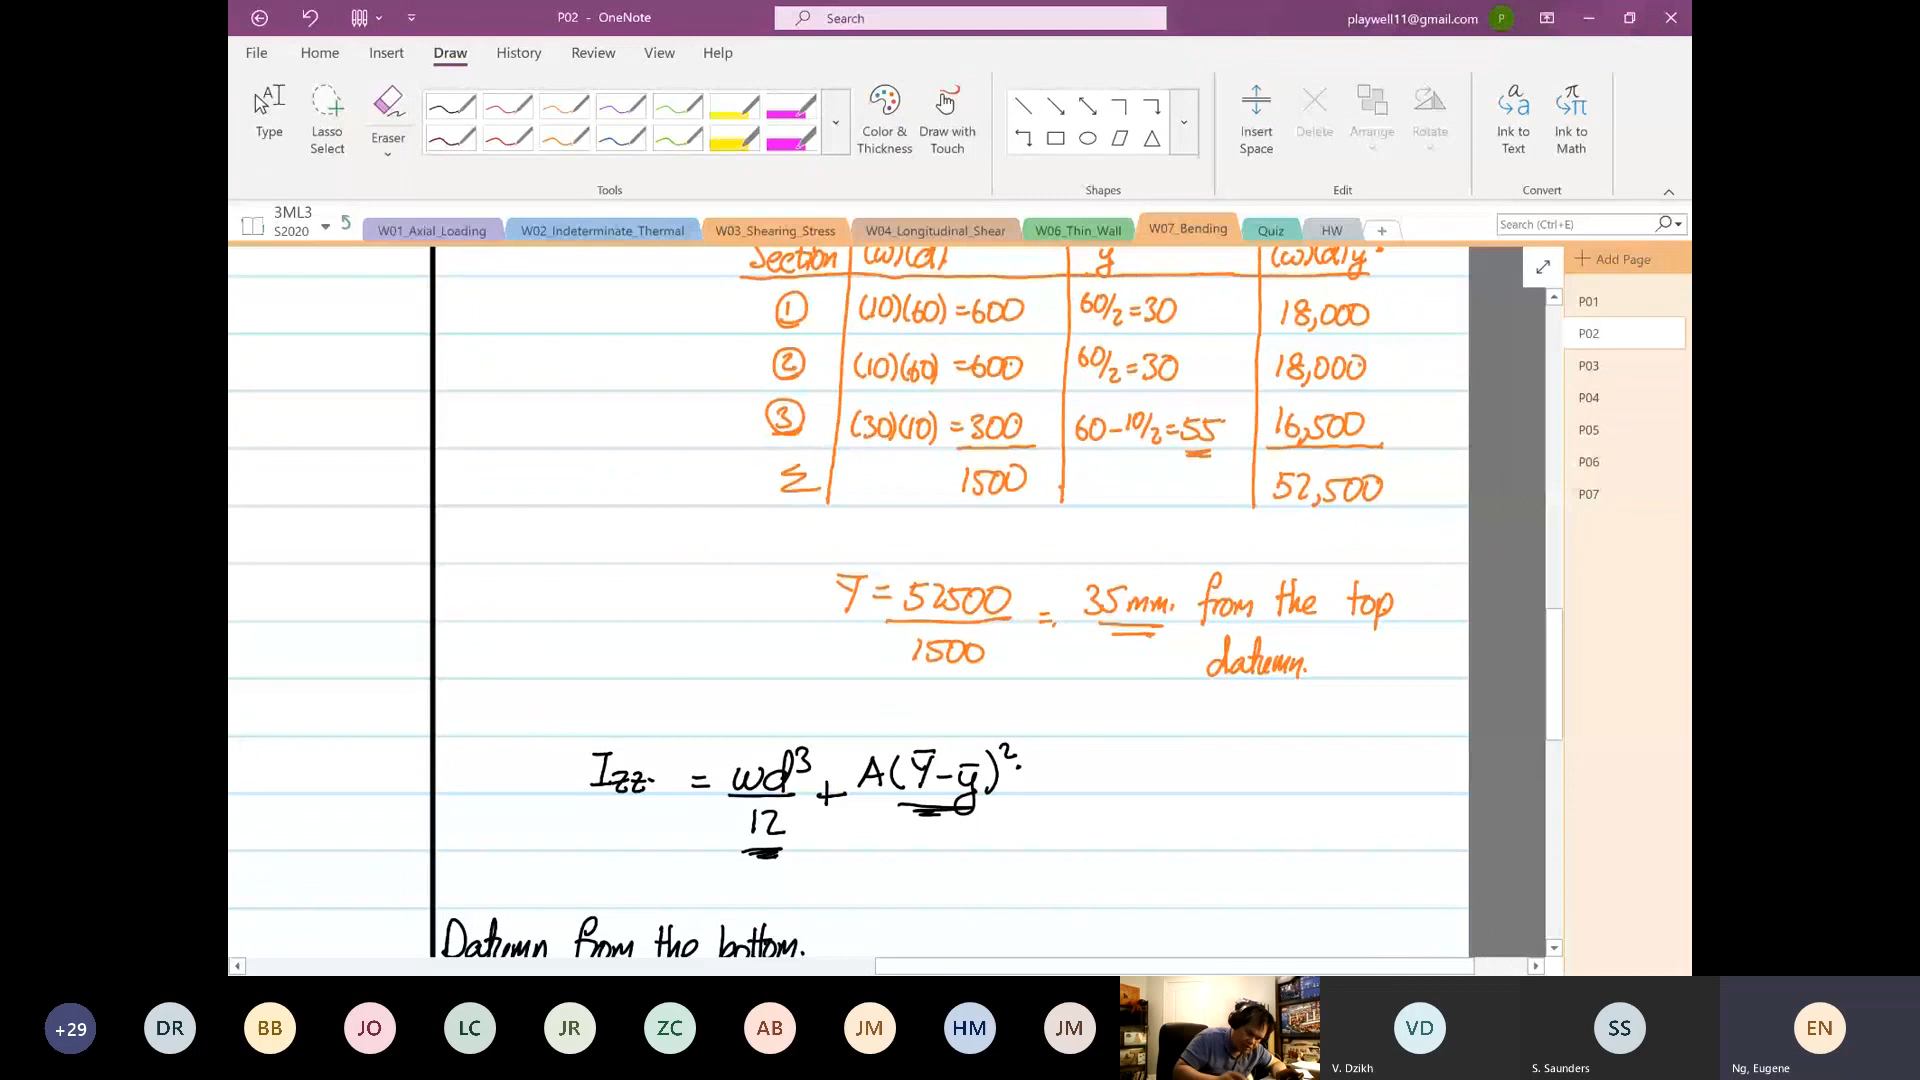 P02 - OneNote
Search
playwell11@gmail.com
P
File Home Insert Draw History Review View Help
Type
Lasso Select
Eraser
Color & Thickness
Draw with Touch
Insert Space
Delete
Arrange
Rotate
Ink to Text
Ink to Math
Tools
Shapes
Edit
Convert
3ML3 S2020
W01_Axial_Loading W02_Indeterminate_Thermal W03_Shearing_Stress W04_Longitudinal_Shear W06_Thin_Wall W07_Bending Quiz HW +
Search (Ctrl+E)
Add Page
P01
P02
P03
P04
P05
P06
P07
Section (w)(d) y (w)(d)y
① (10)(60) =600 60/2 =30 18,000
② (10)(60) =600 60/2 =30 18,000
③ (30)(10) =300 60-10/2 =55 16,500
Σ 1500 52,500
Ȳ = 52500 = 35mm. from the top
1500 datumn.
Izz = wd³ + A(Ȳ-ȳ)²
12
Datumn from the bottom.
+29 DR BB JO LC JR ZC AB JM HM JM VD SS EN
V. Dzikh
S. Saunders
Ng, Eugene